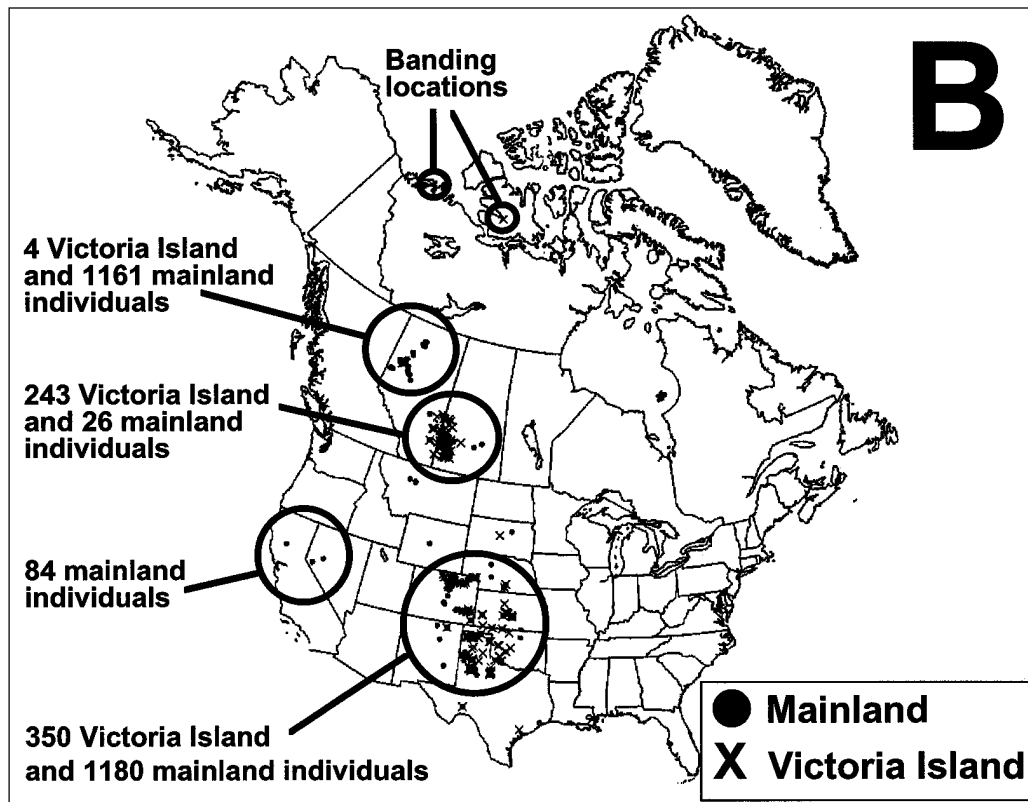 B
Banding
locations
4 Victoria Island
and 1161 mainland
individuals
243 Victoria Island
and 26 mainland
individuals
84 mainland
individuals
350 Victoria Island
and 1180 mainland individuals
Mainland
X Victoria Island